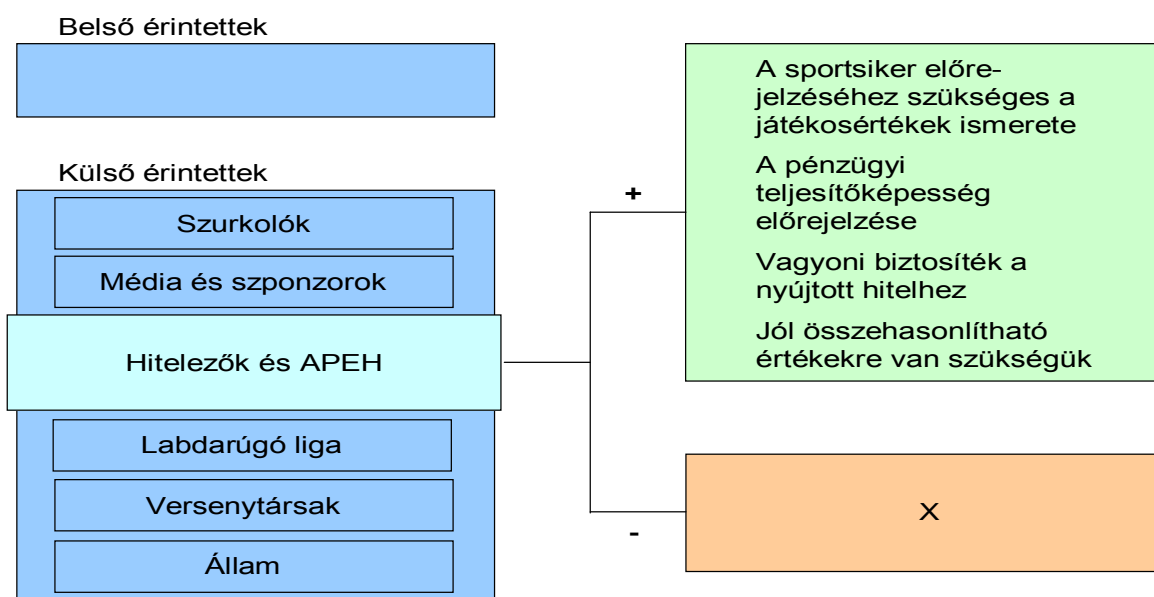 Belső érintettek
Külső érintettek
Szurkolók
Média és szponzorok
Hitelezők és APEH
Labdarúgó liga
Versenytársak
Állam
+
A sportsiker előre-
jelzéséhez szükséges a
játékosértékek ismerete
A pénzügyi
teljesítőképesség
előrejelzése
Vagyoni biztosíték a
nyújtott hitelhez
Jól összehasonlítható
értékekre van szükségük
-
X